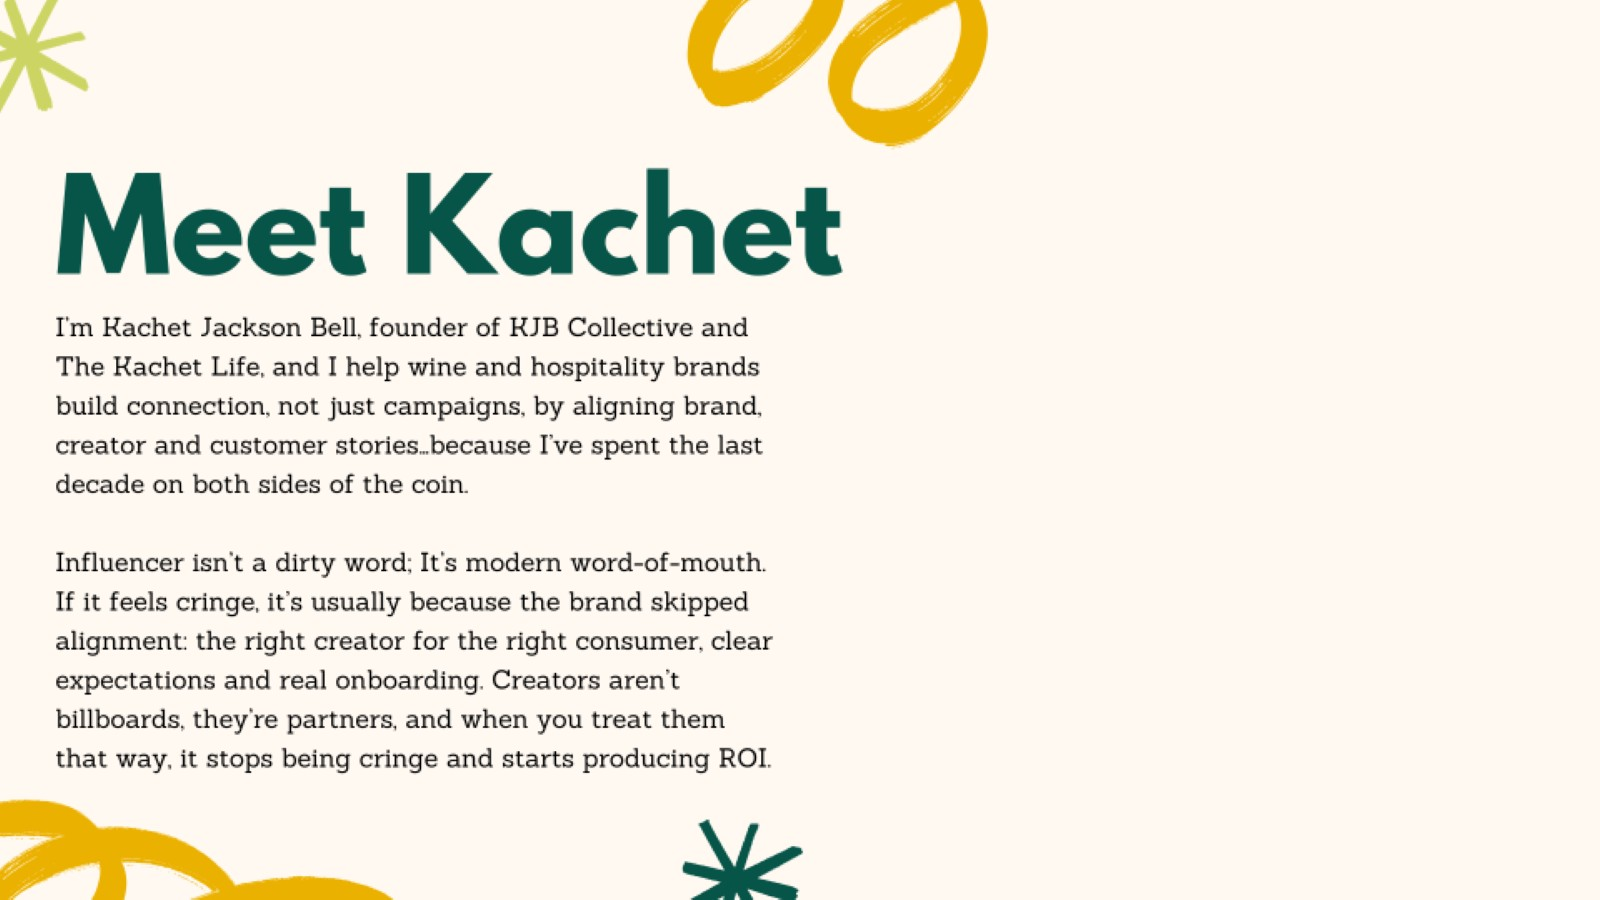 Meet Kachet
I'm Kachet Jackson Bell, founder of KJB Collective and
The Kachet Life, and I help wine and hospitality brands
build connection, not just campaigns, by aligning brand,
creator and customer stories...because I've spent the last
decade on both sides of the coin.
Influencer isn't a dirty word; It's modern word-of-mouth.
If it feels cringe, it's usually because the brand skipped
alignment: the right creator for the right consumer, clear
expectations and real onboarding. Creators aren't
billboards, they're partners, and when you treat them
that way, it stops being cringe and starts producing ROI.